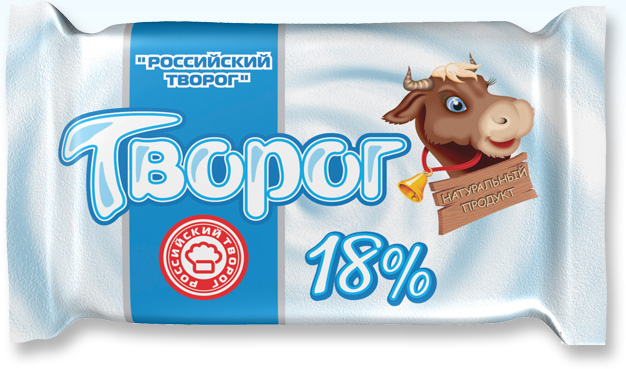 "РОССИЙСКИЙ
ТВОРОГ"
Творог
НАТУРАЛЬНЫЙ
ПРОДУКТ
РОССИЙСКИЙ ТВОРОГ
18%